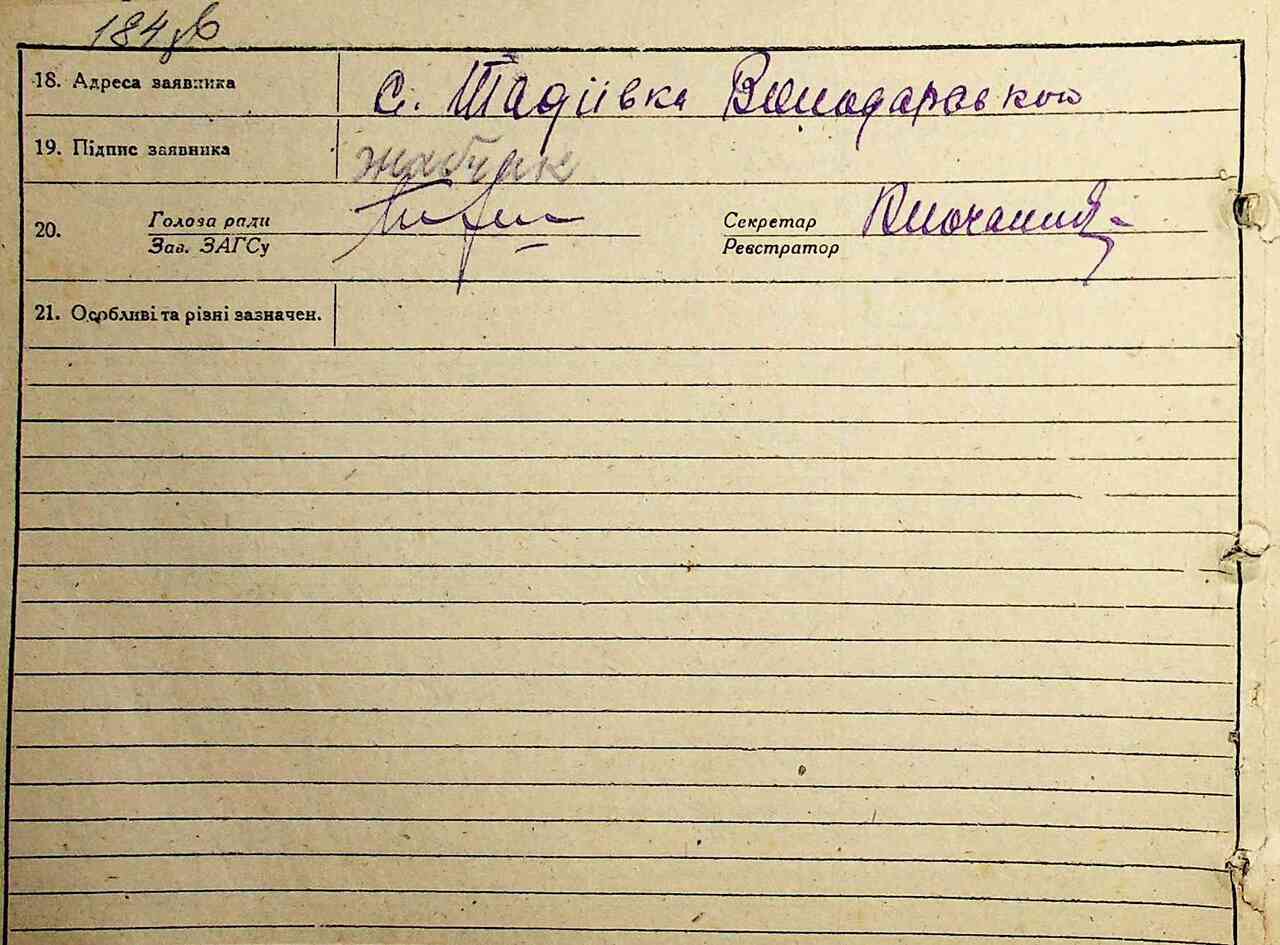 184 зв
18. Адреса заявника с. Тадіївка Володарською
19. Підпис заявника Жабчак
20. Голова ради Секретар
Зав. ЗАГСу Реєстратор
21. Особливі та різні зазначен.